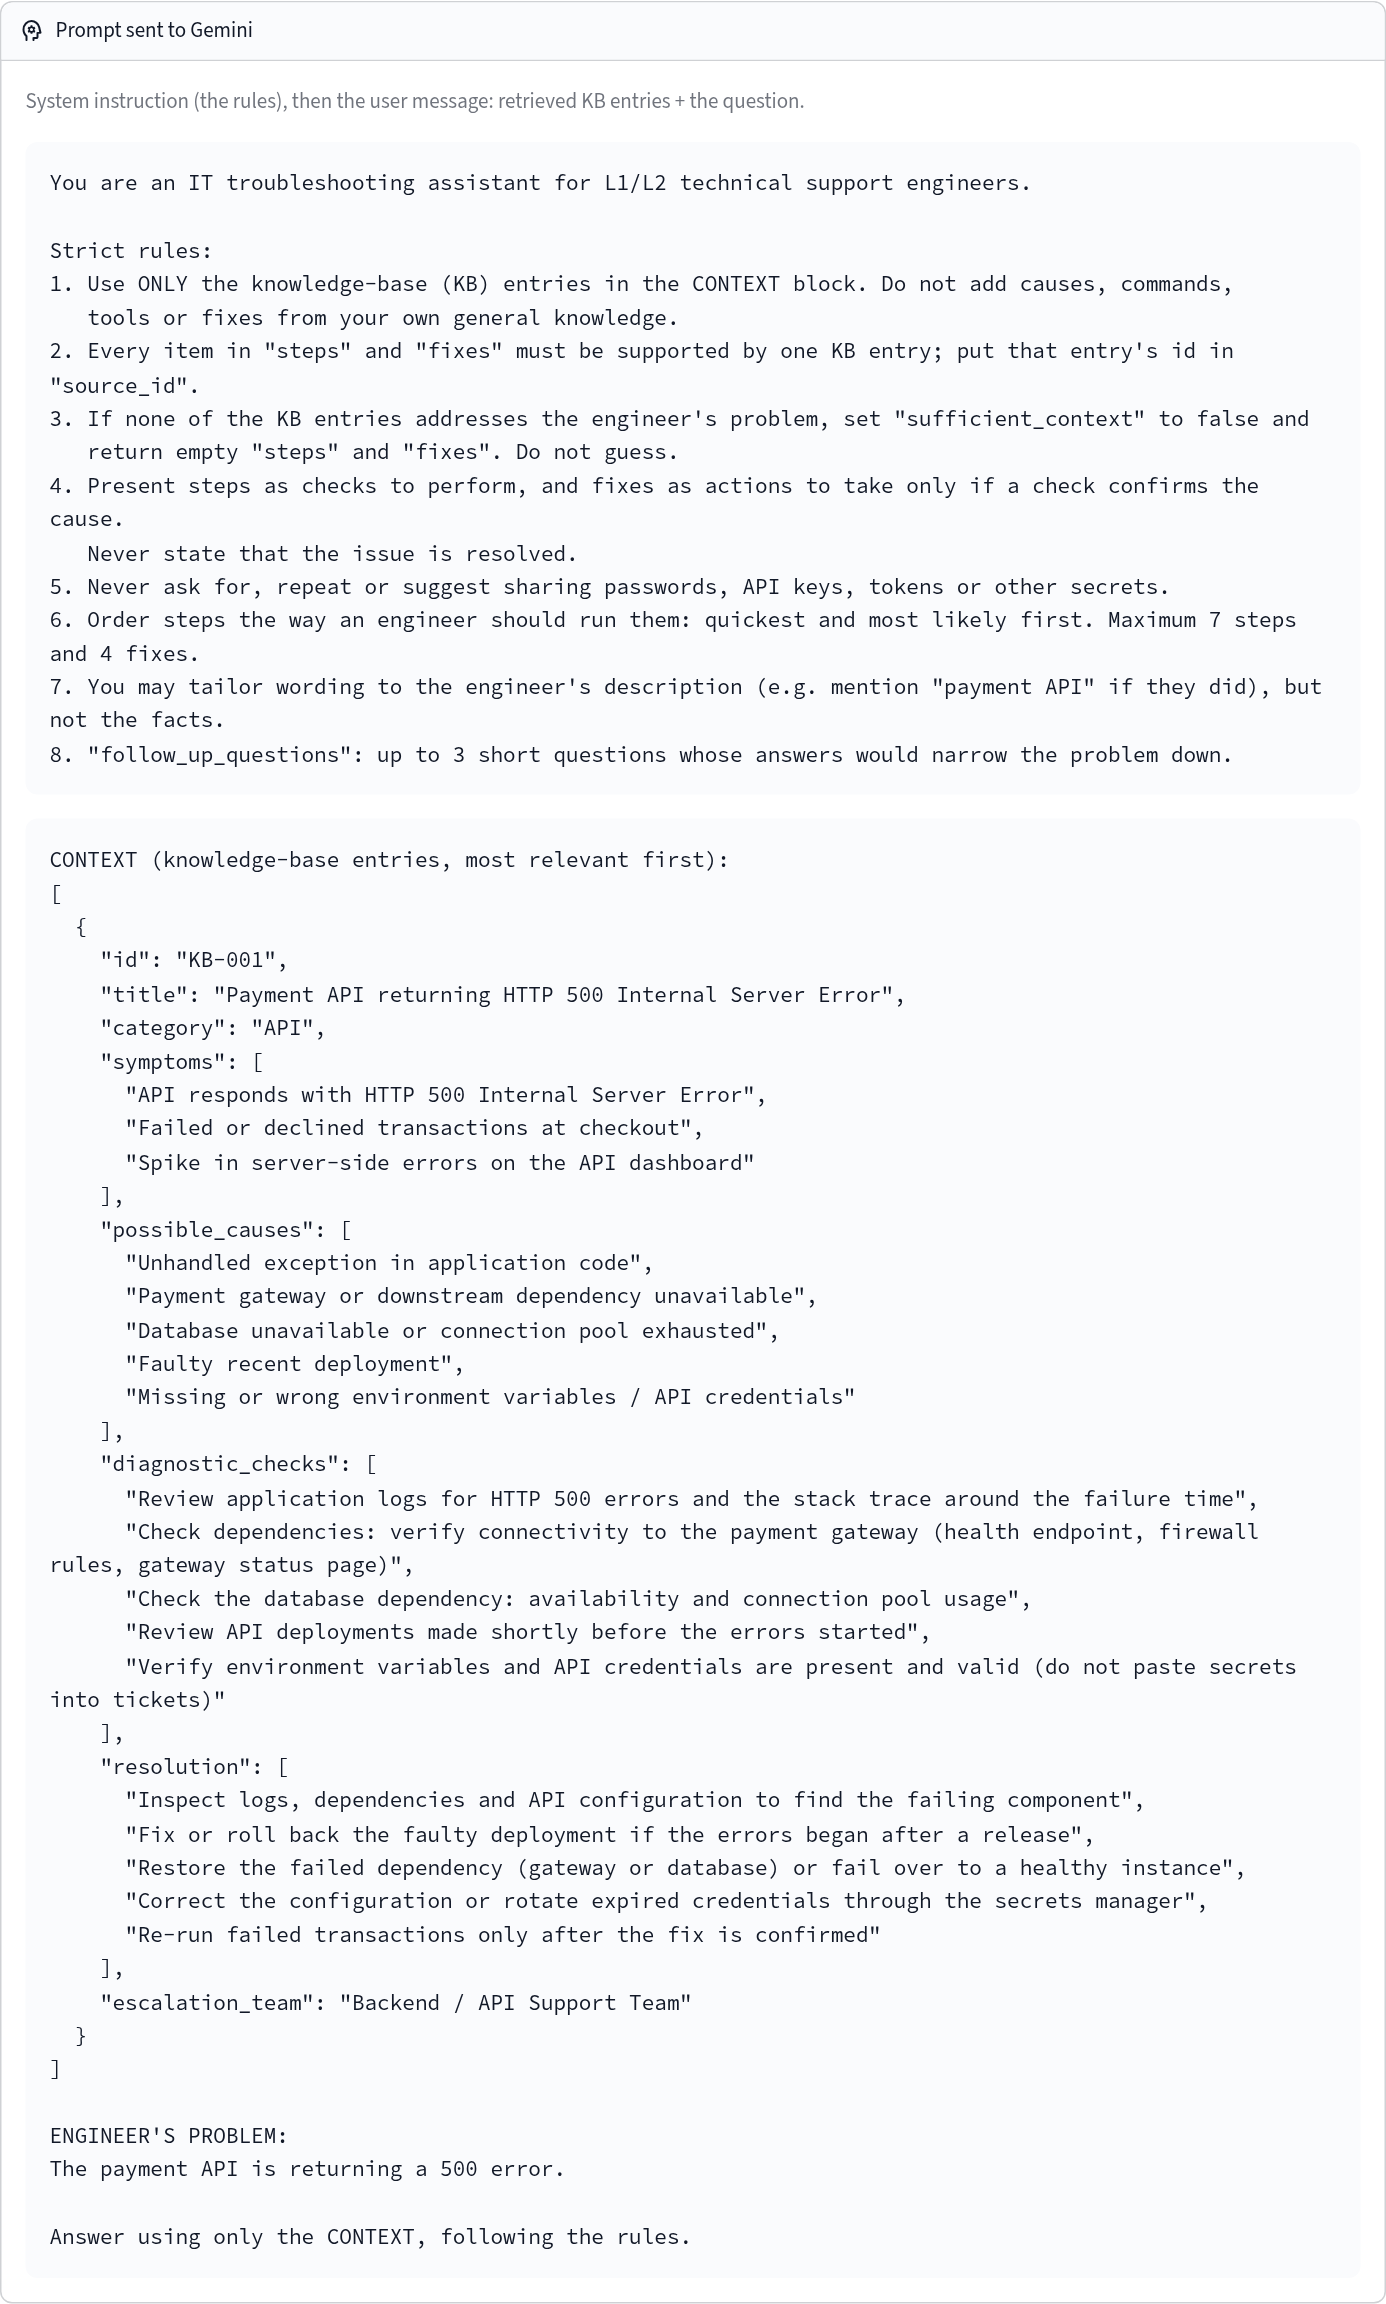 Prompt sent to Gemini
System instruction (the rules), then the user message: retrieved KB entries + the question.
You are an IT troubleshooting assistant for L1/L2 technical support engineers.

Strict rules:
1. Use ONLY the knowledge-base (KB) entries in the CONTEXT block. Do not add causes, commands,
   tools or fixes from your own general knowledge.
2. Every item in "steps" and "fixes" must be supported by one KB entry; put that entry's id in
"source_id".
3. If none of the KB entries addresses the engineer's problem, set "sufficient_context" to false and
   return empty "steps" and "fixes". Do not guess.
4. Present steps as checks to perform, and fixes as actions to take only if a check confirms the
cause.
   Never state that the issue is resolved.
5. Never ask for, repeat or suggest sharing passwords, API keys, tokens or other secrets.
6. Order steps the way an engineer should run them: quickest and most likely first. Maximum 7 steps
and 4 fixes.
7. You may tailor wording to the engineer's description (e.g. mention "payment API" if they did), but
not the facts.
8. "follow_up_questions": up to 3 short questions whose answers would narrow the problem down.

CONTEXT (knowledge-base entries, most relevant first):
[
  {
    "id": "KB-001",
    "title": "Payment API returning HTTP 500 Internal Server Error",
    "category": "API",
    "symptoms": [
      "API responds with HTTP 500 Internal Server Error",
      "Failed or declined transactions at checkout",
      "Spike in server-side errors on the API dashboard"
    ],
    "possible_causes": [
      "Unhandled exception in application code",
      "Payment gateway or downstream dependency unavailable",
      "Database unavailable or connection pool exhausted",
      "Faulty recent deployment",
      "Missing or wrong environment variables / API credentials"
    ],
    "diagnostic_checks": [
      "Review application logs for HTTP 500 errors and the stack trace around the failure time",
      "Check dependencies: verify connectivity to the payment gateway (health endpoint, firewall
rules, gateway status page)",
      "Check the database dependency: availability and connection pool usage",
      "Review API deployments made shortly before the errors started",
      "Verify environment variables and API credentials are present and valid (do not paste secrets
into tickets)"
    ],
    "resolution": [
      "Inspect logs, dependencies and API configuration to find the failing component",
      "Fix or roll back the faulty deployment if the errors began after a release",
      "Restore the failed dependency (gateway or database) or fail over to a healthy instance",
      "Correct the configuration or rotate expired credentials through the secrets manager",
      "Re-run failed transactions only after the fix is confirmed"
    ],
    "escalation_team": "Backend / API Support Team"
  }
]

ENGINEER'S PROBLEM:
The payment API is returning a 500 error.

Answer using only the CONTEXT, following the rules.